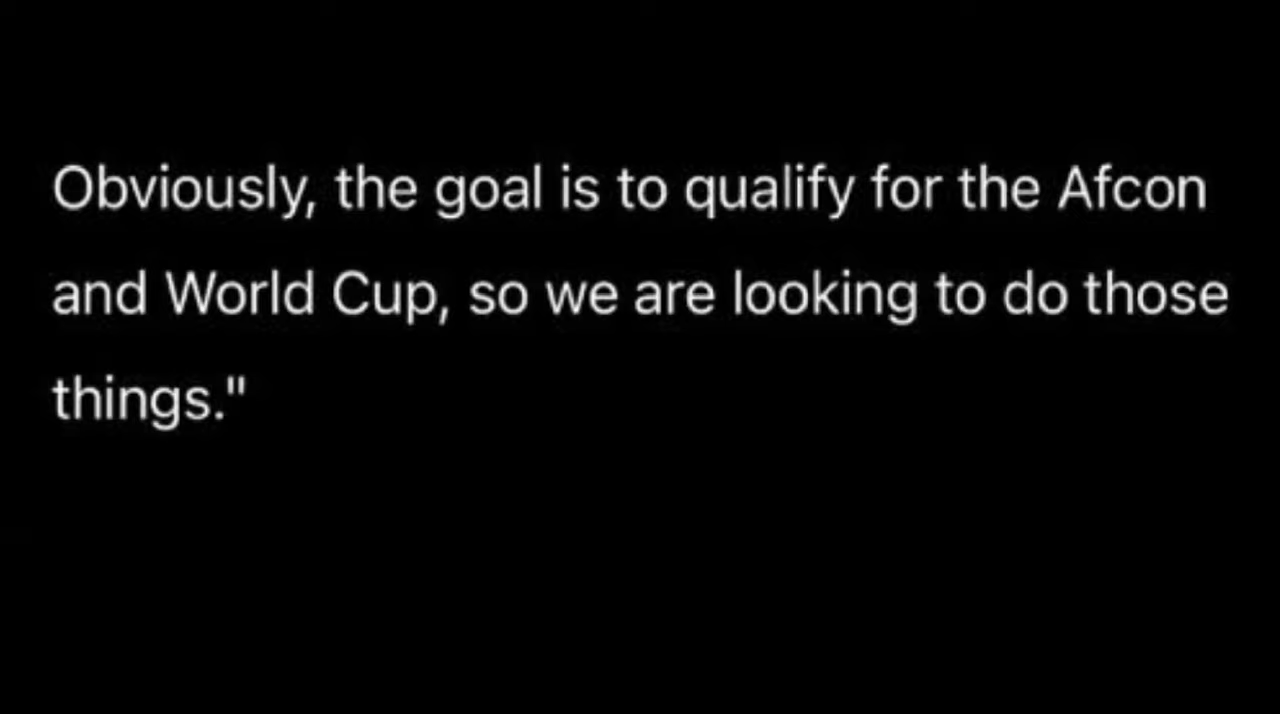 Obviously, the goal is to qualify for the Afcon
and World Cup, so we are looking to do those
things."